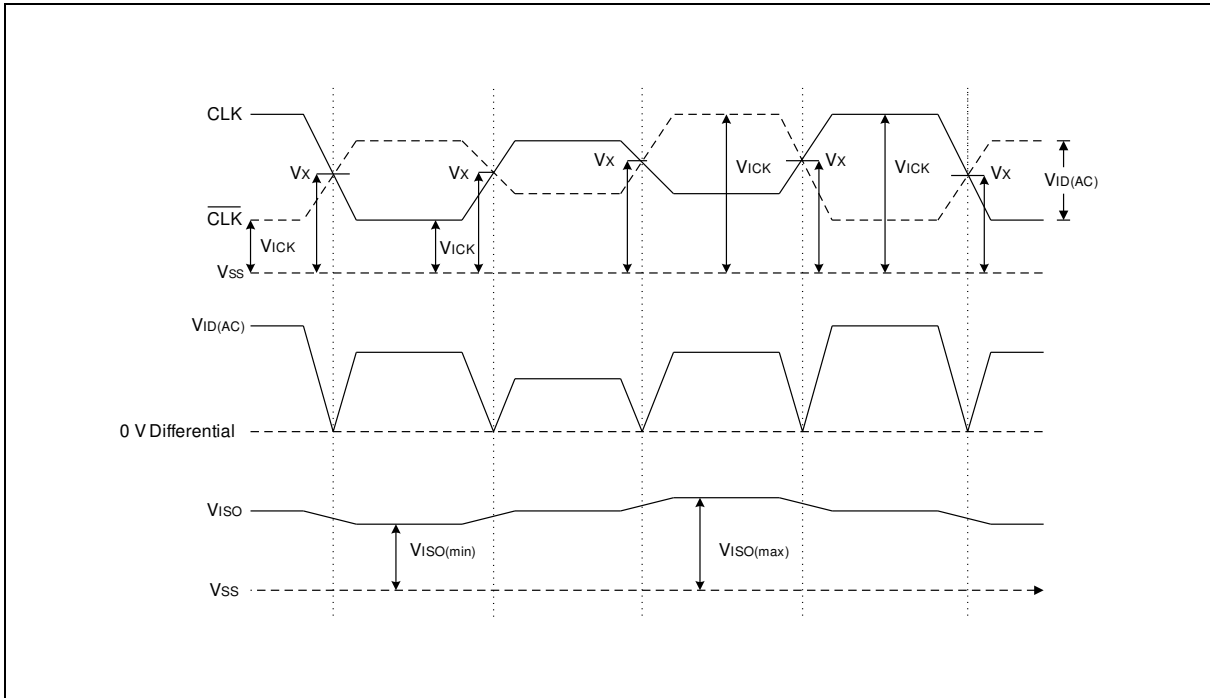 CLK
VX VX VX VICK VX VICK VX VID(AC)
C̅L̅K̅
VICK VICK
VSS
VID(AC)
0 V Differential
VISO
VISO(min) VISO(max)
VSS